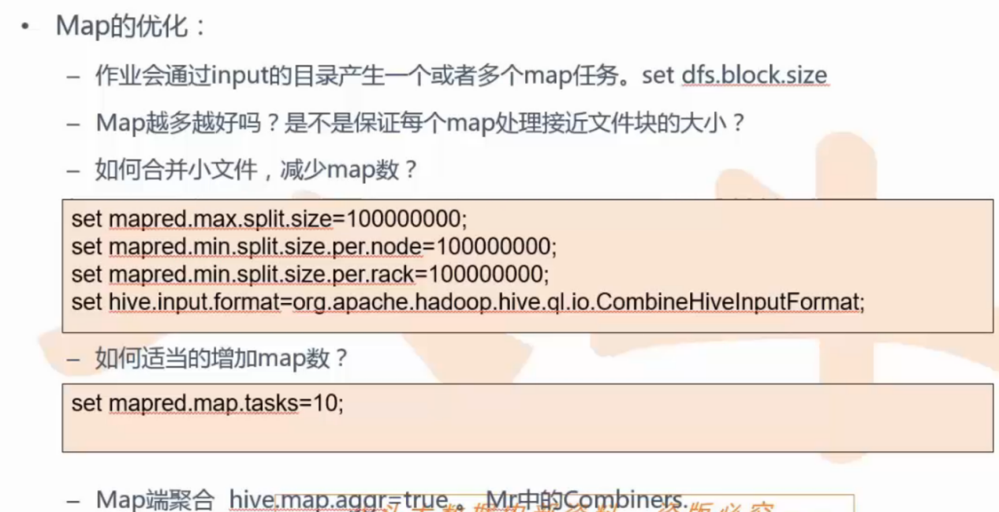 • Map的优化：
– 作业会通过input的目录产生一个或者多个map任务。set dfs.block.size
– Map越多越好吗？是不是保证每个map处理接近文件块的大小？
– 如何合并小文件，减少map数？
set mapred.max.split.size=100000000;
set mapred.min.split.size.per.node=100000000;
set mapred.min.split.size.per.rack=100000000;
set hive.input.format=org.apache.hadoop.hive.ql.io.CombineHiveInputFormat;
– 如何适当的增加map数？
set mapred.map.tasks=10;
– Map端聚合 hive.map.aggr=true 。 Mr中的Combiners.